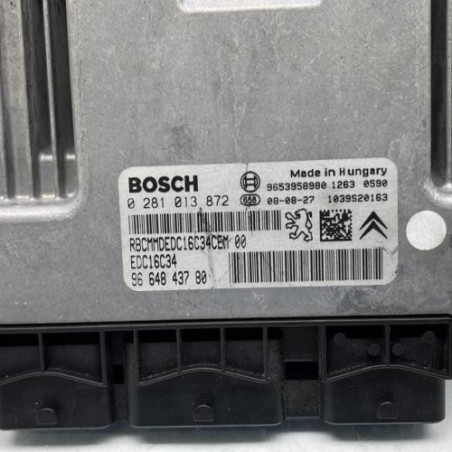 Made in Hungary
BOSCH 9653958980 1263 0590
0 281 013 872 650 08-08-27 1039S20163
RBCMMDEDC16C34CEM 00
EDC16C34
96 648 437 80